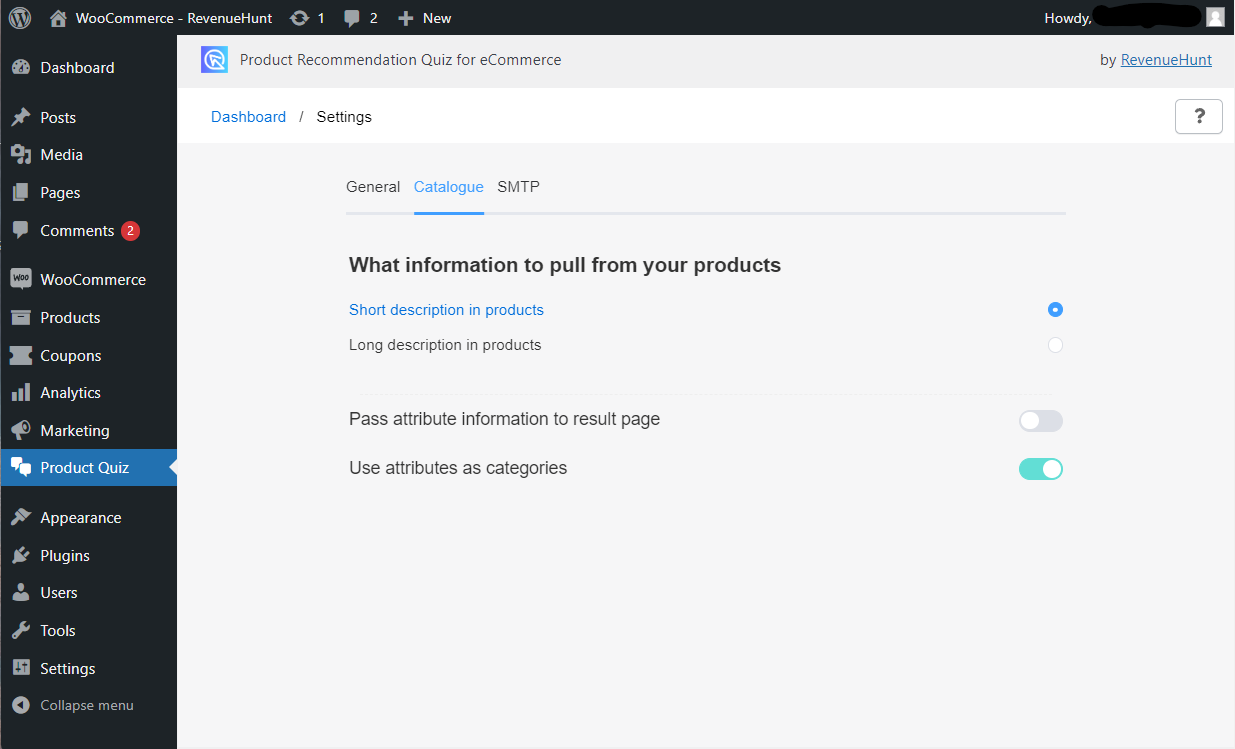 WooCommerce - RevenueHunt 1 2 New Howdy,
Dashboard
Posts
Media
Pages
Comments 2
WooCommerce
Products
Coupons
Analytics
Marketing
Product Quiz
Appearance
Plugins
Users
Tools
Settings
Collapse menu
Product Recommendation Quiz for eCommerce by RevenueHunt
Dashboard / Settings ?
General Catalogue SMTP
What information to pull from your products
Short description in products
Long description in products
Pass attribute information to result page
Use attributes as categories